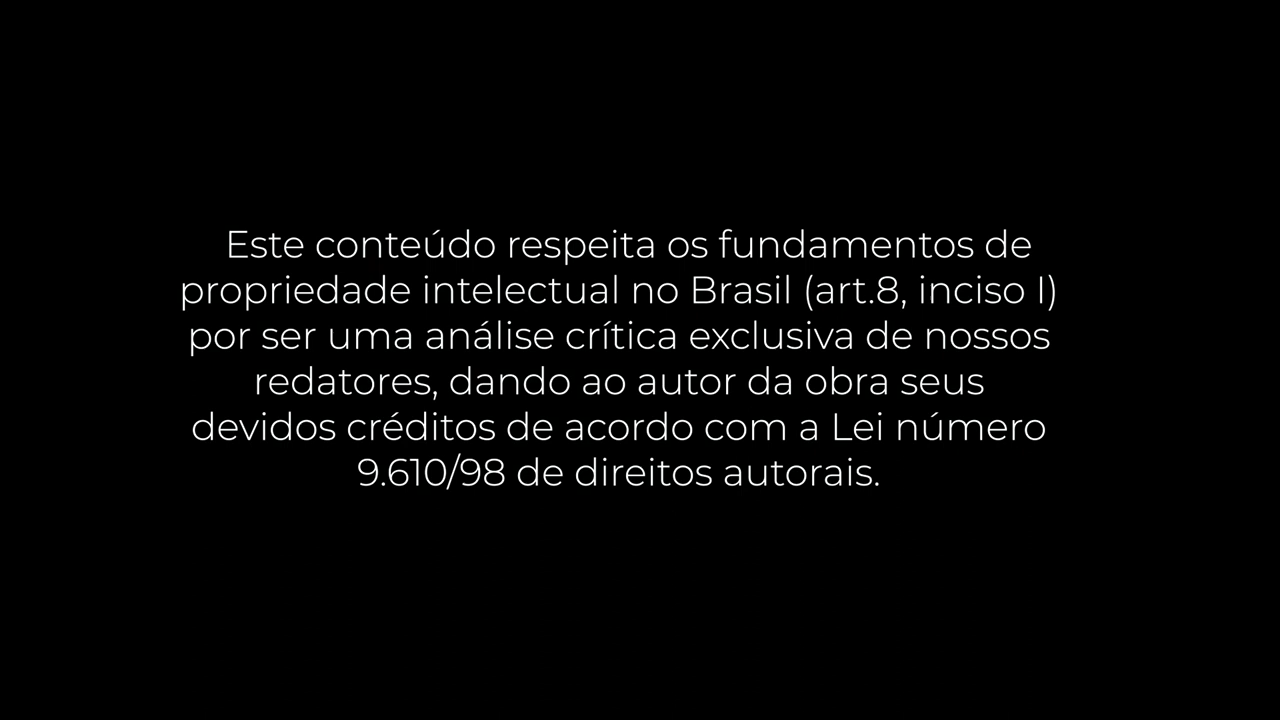 Este conteúdo respeita os fundamentos de
propriedade intelectual no Brasil (art.8, inciso I)
por ser uma análise crítica exclusiva de nossos
redatores, dando ao autor da obra seus
devidos créditos de acordo com a Lei número
9.610/98 de direitos autorais.